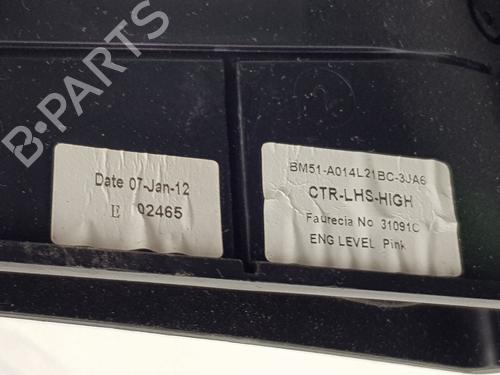 B-PARTS
Date 07-Jan-12
E 02465
BM51-A014L21BC-3JA6
CTR-LHS-HIGH
Faurecia No 31091C
ENG LEVEL Pink